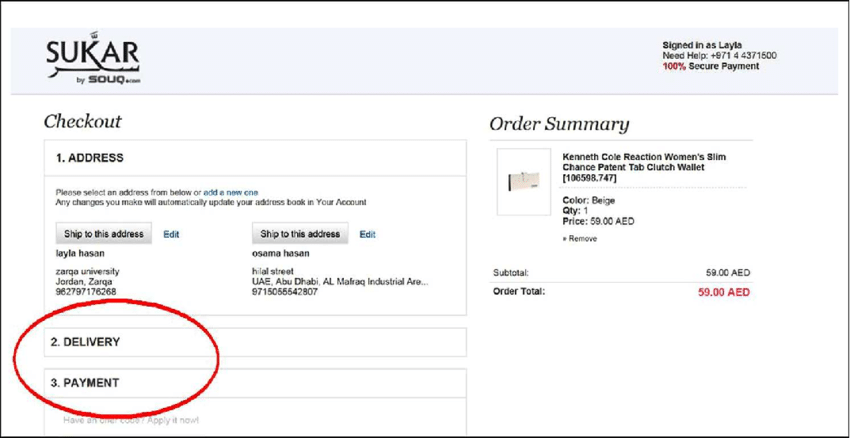 SUKAR
by SOUQ.com
Signed in as Layla
Need Help: +971 4 4371500
100% Secure Payment
Checkout
1. ADDRESS
Please select an address from below or add a new one
Any changes you make will automatically update your address book in Your Account
Ship to this address Edit
layla hasan
zarqa university
Jordan, Zarqa
962797176268
Ship to this address Edit
osama hasan
hilal street
UAE, Abu Dhabi, AL Mafraq Industrial Are...
9715055542807
2. DELIVERY
3. PAYMENT
Have an offer code? Apply it now!
Order Summary
Kenneth Cole Reaction Women's Slim
Chance Patent Tab Clutch Wallet
[106598.747]
Color: Beige
Qty: 1
Price: 59.00 AED
» Remove
Subtotal: 59.00 AED
Order Total: 59.00 AED